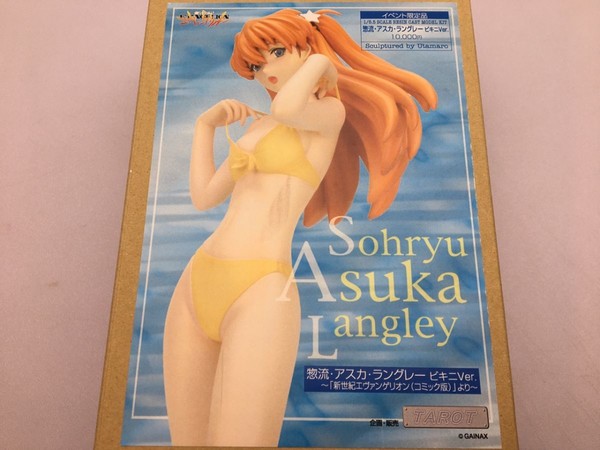 EVANGELION
イベント限定品
1/5.5 SCALE RESIN CAST MODEL KIT
惣流・アスカ・ラングレー ビキニVer.
10,000円
Sculptured by Utamaro
Sohryu
Asuka
Langley
惣流・アスカ・ラングレー ビキニVer.
～「新世紀エヴァンゲリオン(コミック版)」より～
企画・販売
© GAINAX